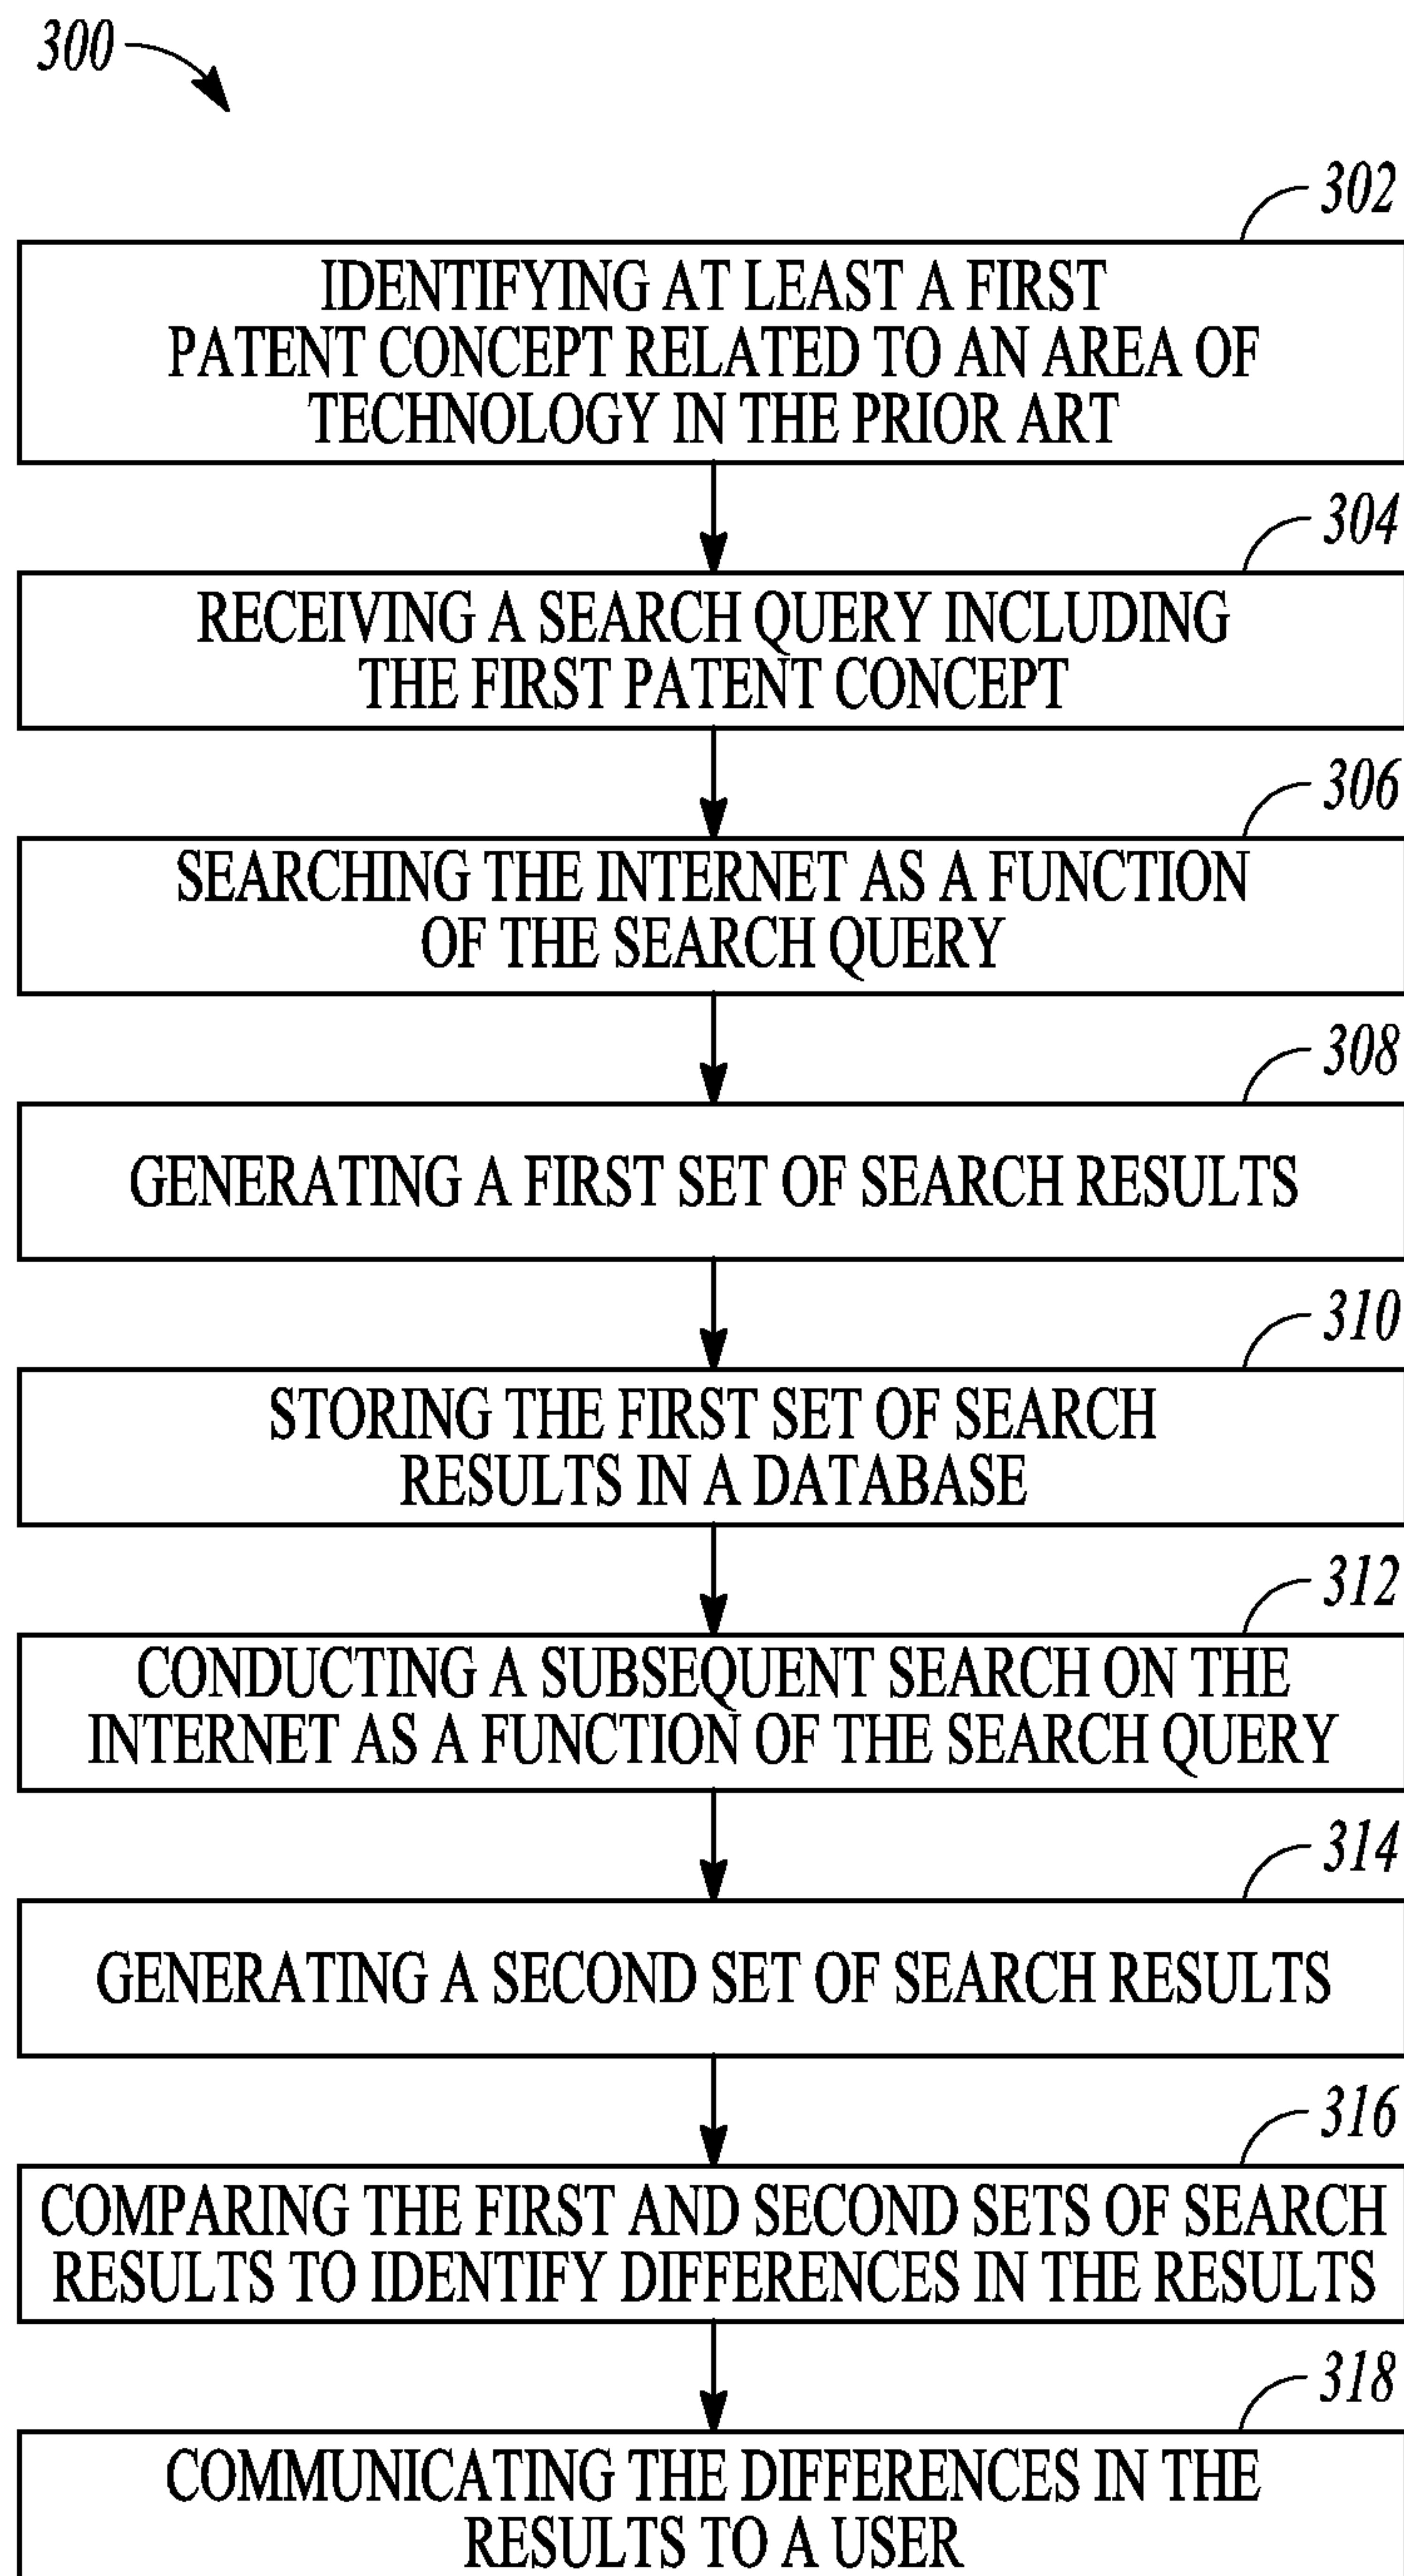 300
302
IDENTIFYING AT LEAST A FIRST
PATENT CONCEPT RELATED TO AN AREA OF
TECHNOLOGY IN THE PRIOR ART
304
RECEIVING A SEARCH QUERY INCLUDING
THE FIRST PATENT CONCEPT
306
SEARCHING THE INTERNET AS A FUNCTION
OF THE SEARCH QUERY
308
GENERATING A FIRST SET OF SEARCH RESULTS
310
STORING THE FIRST SET OF SEARCH
RESULTS IN A DATABASE
312
CONDUCTING A SUBSEQUENT SEARCH ON THE
INTERNET AS A FUNCTION OF THE SEARCH QUERY
314
GENERATING A SECOND SET OF SEARCH RESULTS
316
COMPARING THE FIRST AND SECOND SETS OF SEARCH
RESULTS TO IDENTIFY DIFFERENCES IN THE RESULTS
318
COMMUNICATING THE DIFFERENCES IN THE
RESULTS TO A USER